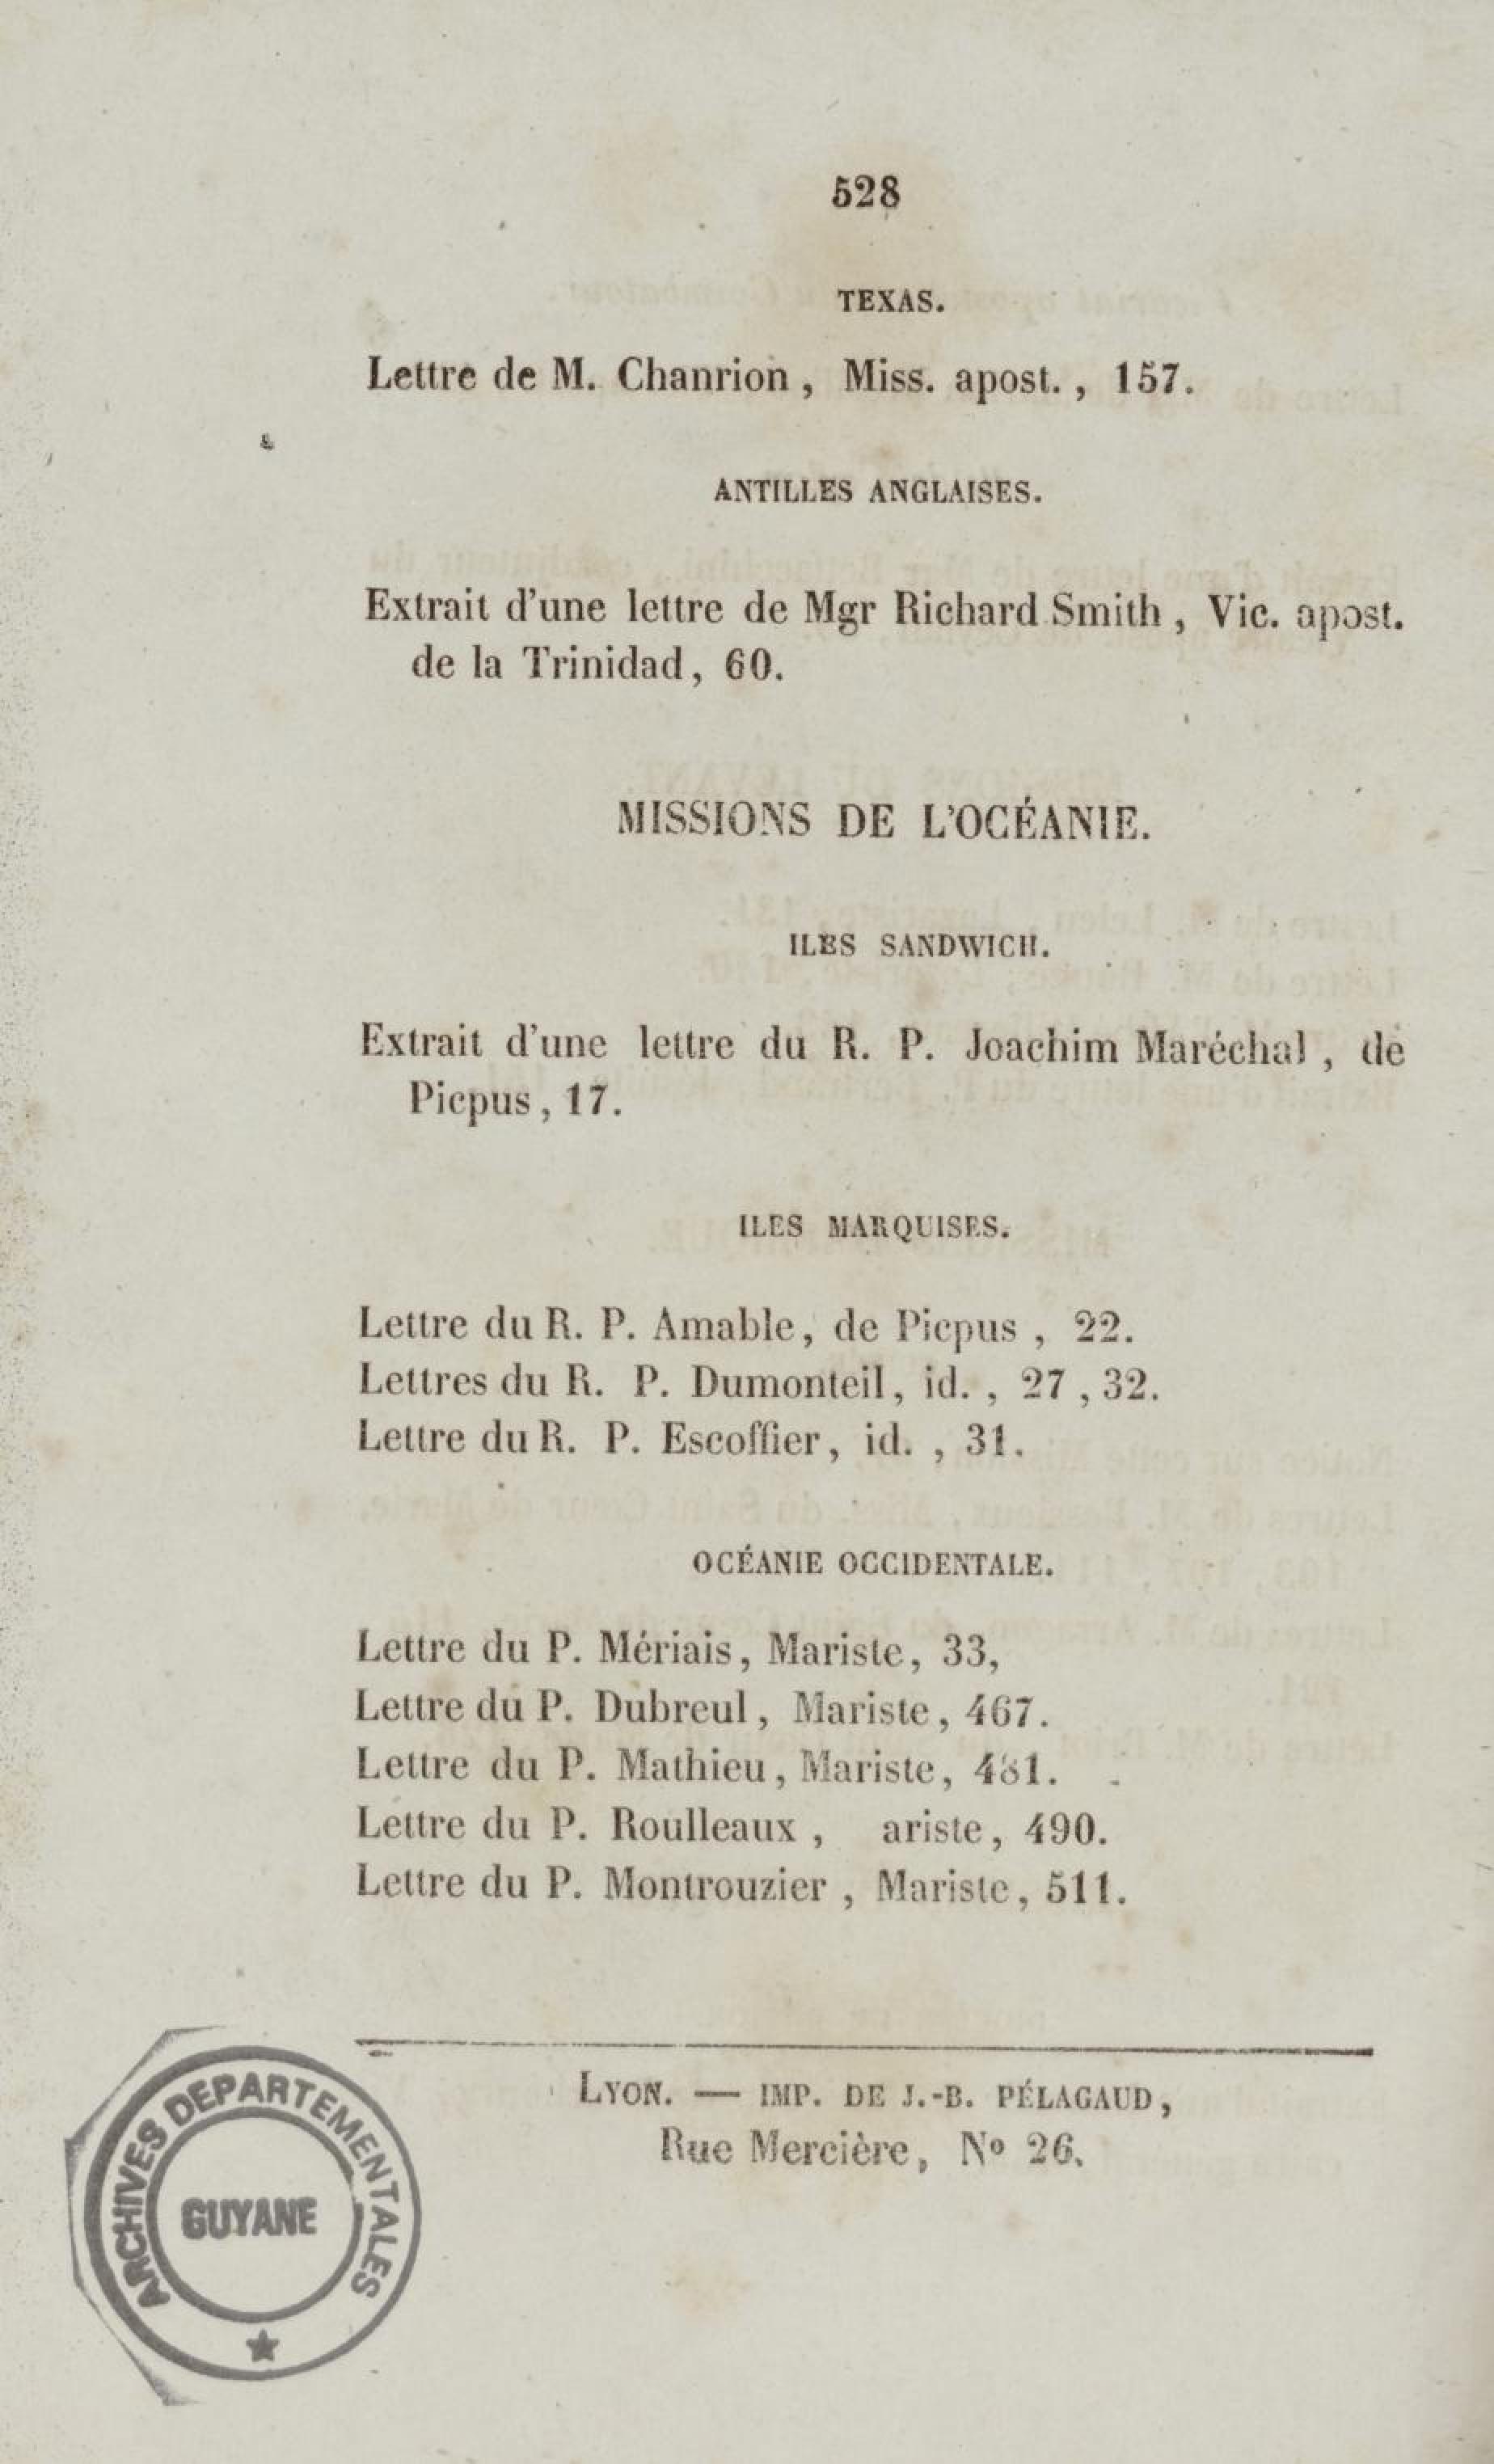 528
TEXAS.
Lettre de M. Chanrion, Miss. apost., 157.
ANTILLES ANGLAISES.
Extrait d'une lettre de Mgr Richard Smith, Vic. apost.
de la Trinidad, 60.
MISSIONS DE L'OCÉANIE.
ILES SANDWICH.
Extrait d'une lettre du R. P. Joachim Maréchal, de
Picpus, 17.
ILES MARQUISES.
Lettre du R. P. Amable, de Picpus, 22.
Lettres du R. P. Dumonteil, id., 27, 32.
Lettre du R. P. Escoffier, id., 31.
OCÉANIE OCCIDENTALE.
Lettre du P. Mériais, Mariste, 33,
Lettre du P. Dubreul, Mariste, 467.
Lettre du P. Mathieu, Mariste, 481.
Lettre du P. Roulleaux, ariste, 490.
Lettre du P. Montrouzier, Mariste, 511.
LYON. — IMP. DE J.-B. PÉLAGAUD,
Rue Mercière, No 26.
ARCHIVES DEPARTEMENTALES
GUYANE